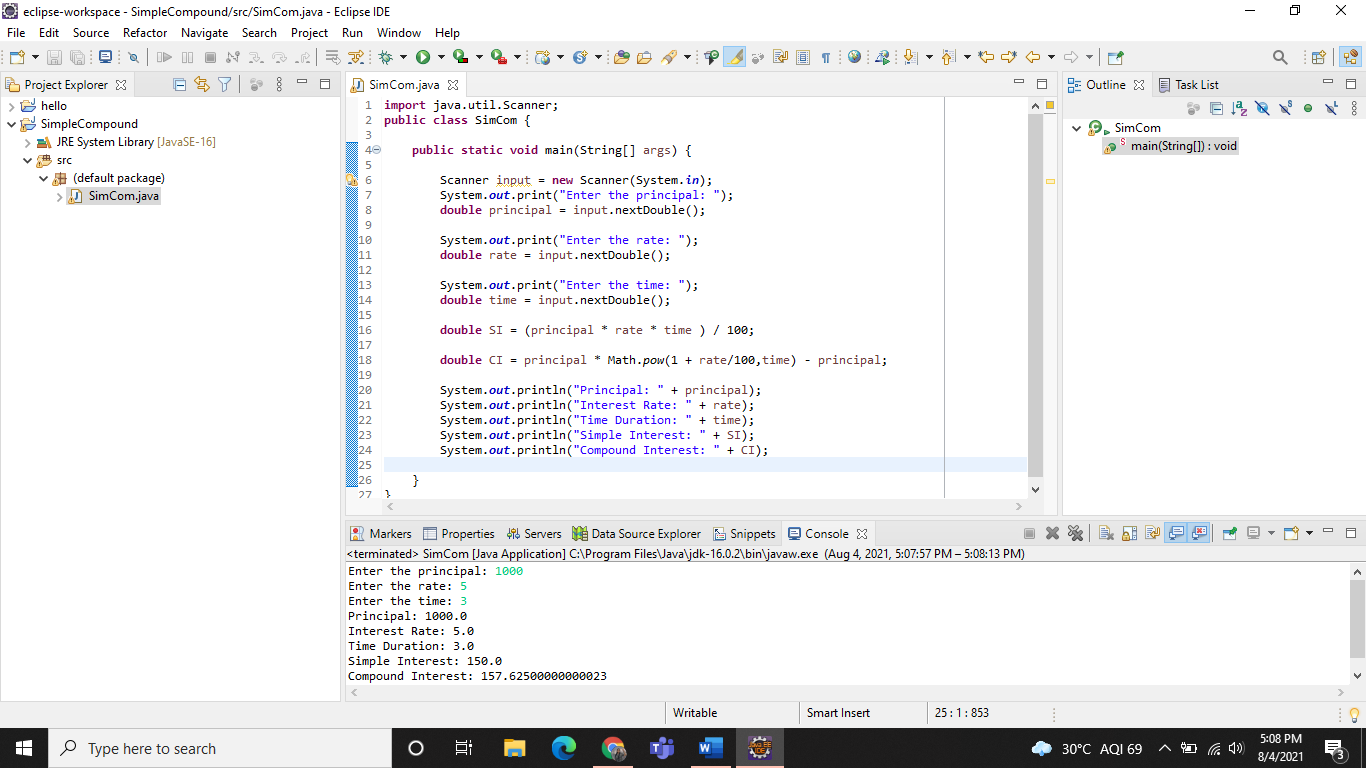 eclipse-workspace - SimpleCompound/src/SimCom.java - Eclipse IDE
File Edit Source Refactor Navigate Search Project Run Window Help
Project Explorer
hello
SimpleCompound
JRE System Library [JavaSE-16]
src
(default package)
SimCom.java
SimCom.java
1 import java.util.Scanner;
2 public class SimCom {
3
4 public static void main(String[] args) {
5
6 Scanner input = new Scanner(System.in);
7 System.out.print("Enter the principal: ");
8 double principal = input.nextDouble();
9
10 System.out.print("Enter the rate: ");
11 double rate = input.nextDouble();
12
13 System.out.print("Enter the time: ");
14 double time = input.nextDouble();
15
16 double SI = (principal * rate * time ) / 100;
17
18 double CI = principal * Math.pow(1 + rate/100,time) - principal;
19
20 System.out.println("Principal: " + principal);
21 System.out.println("Interest Rate: " + rate);
22 System.out.println("Time Duration: " + time);
23 System.out.println("Simple Interest: " + SI);
24 System.out.println("Compound Interest: " + CI);
25
26 }
27 }
Outline Task List
SimCom
main(String[]) : void
Markers Properties Servers Data Source Explorer Snippets Console
<terminated> SimCom [Java Application] C:\Program Files\Java\jdk-16.0.2\bin\javaw.exe (Aug 4, 2021, 5:07:57 PM – 5:08:13 PM)
Enter the principal: 1000
Enter the rate: 5
Enter the time: 3
Principal: 1000.0
Interest Rate: 5.0
Time Duration: 3.0
Simple Interest: 150.0
Compound Interest: 157.62500000000023
Writable Smart Insert 25 : 1 : 853
Type here to search
30°C AQI 69
5:08 PM
8/4/2021
3